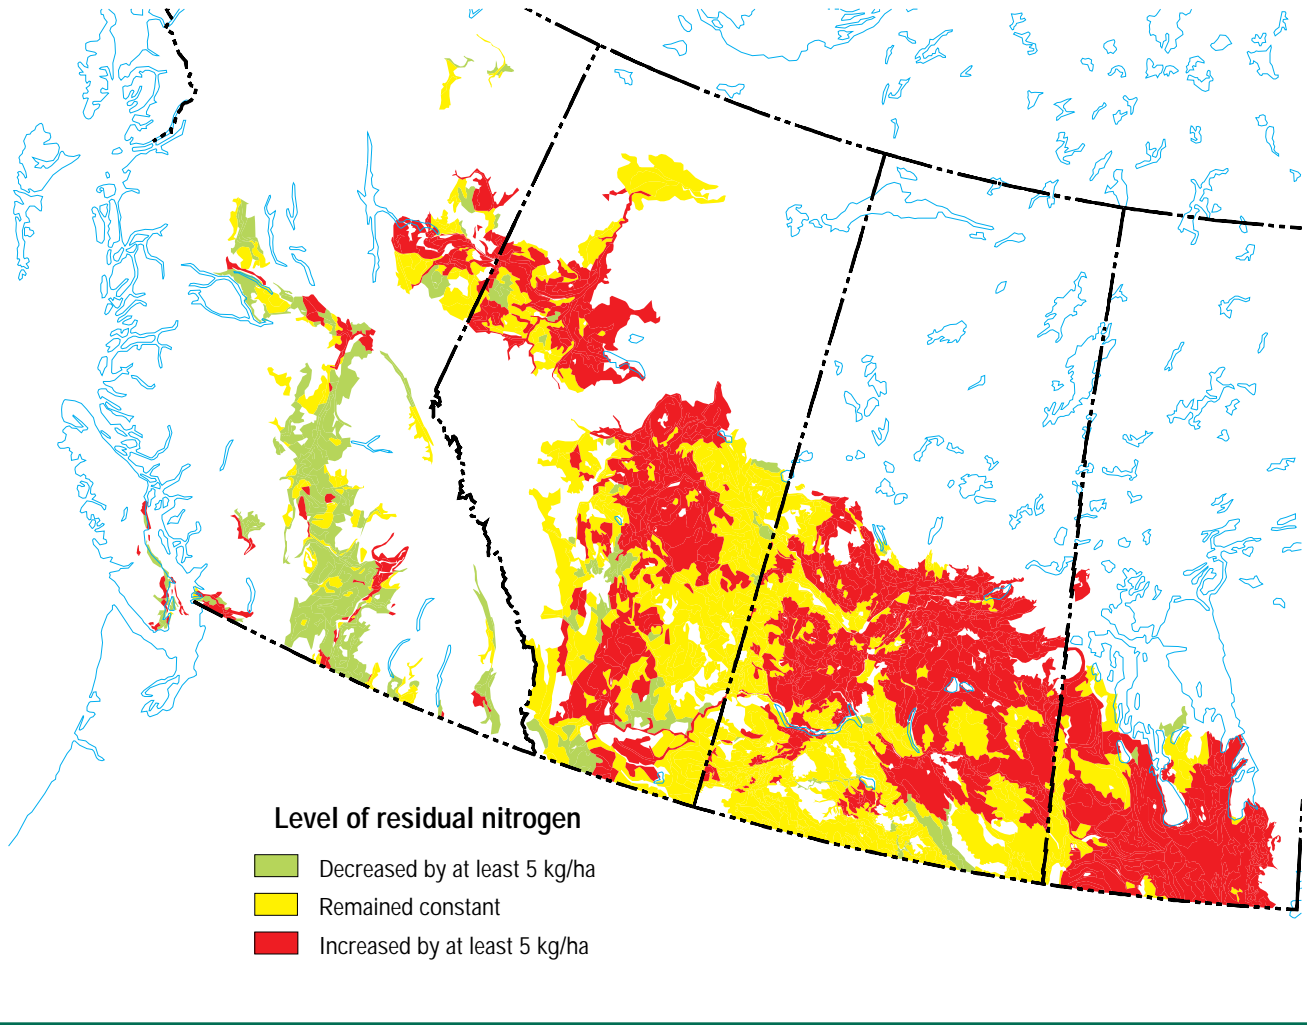 Level of residual nitrogen
Decreased by at least 5 kg/ha
Remained constant
Increased by at least 5 kg/ha